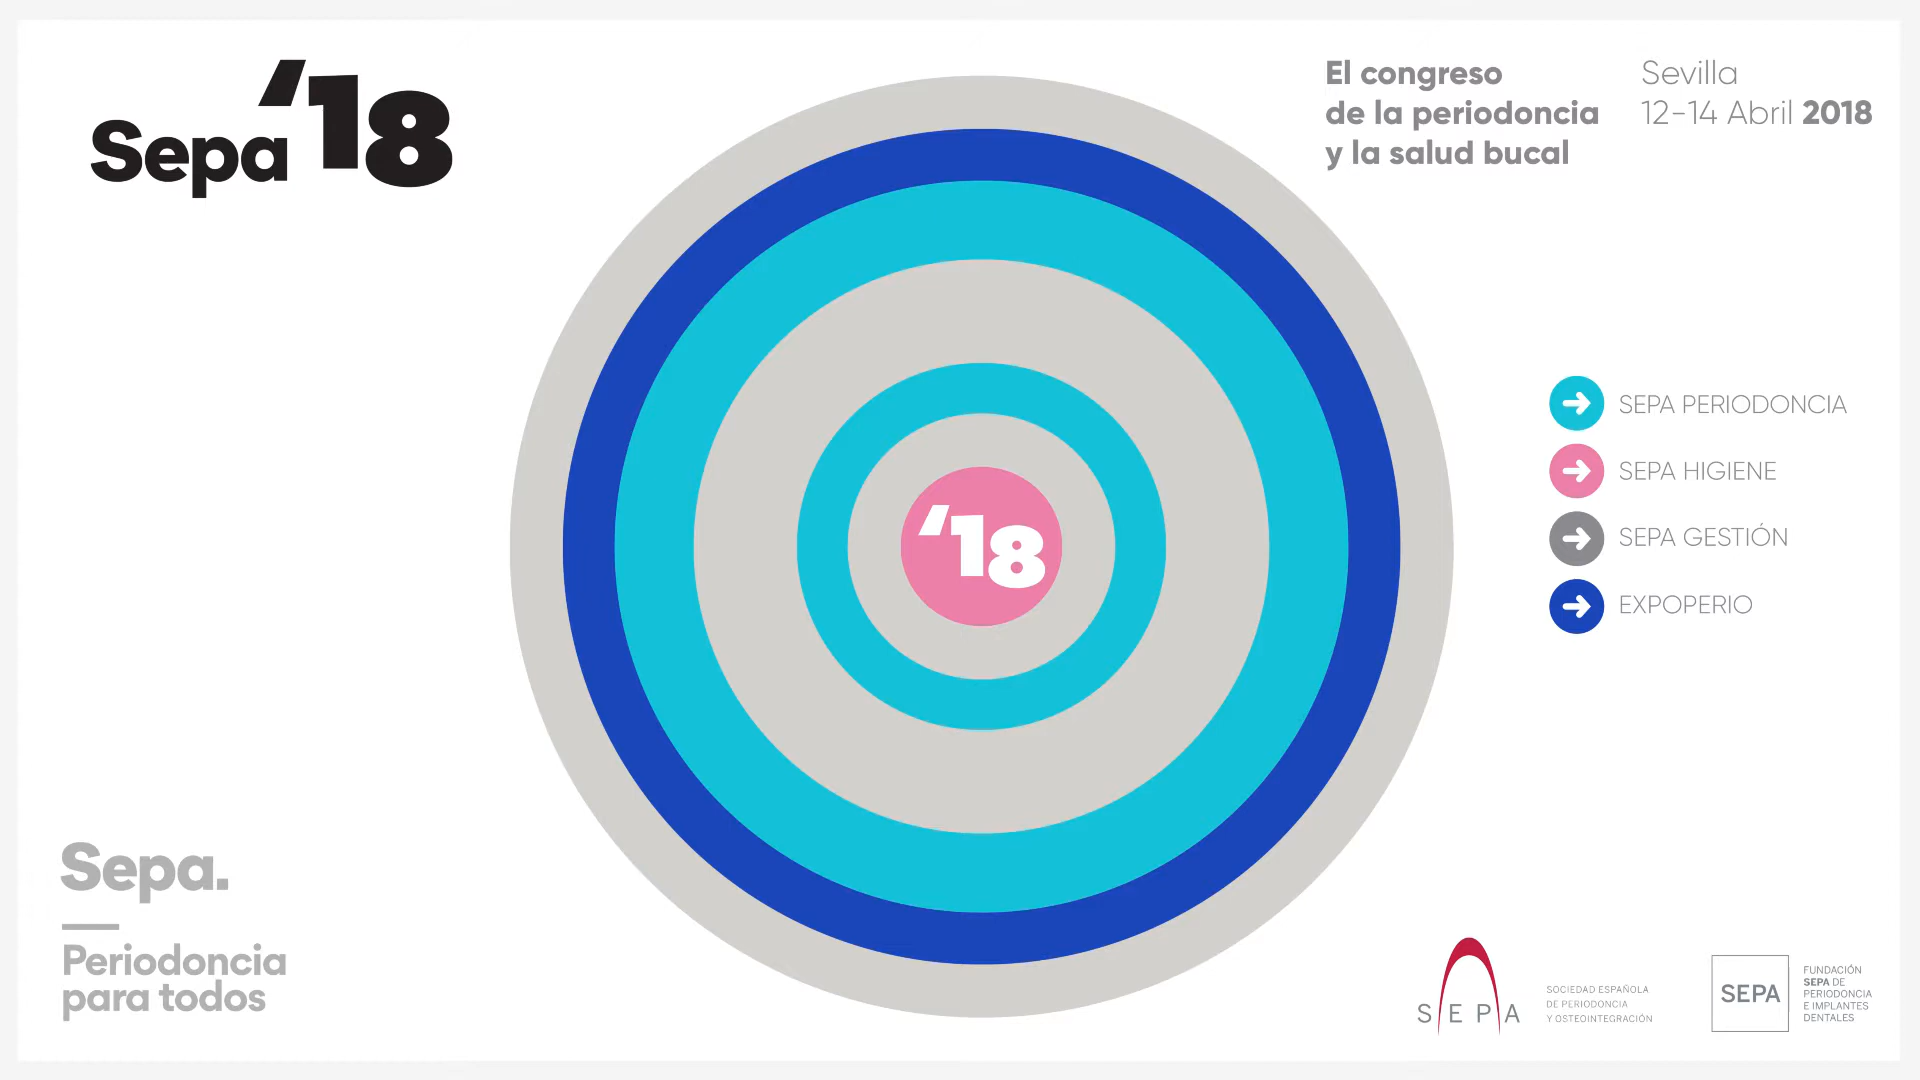 Sepa‘18
El congreso
de la periodoncia
y la salud bucal
Sevilla
12-14 Abril 2018
‘18
SEPA PERIODONCIA
SEPA HIGIENE
SEPA GESTIÓN
EXPOPERIO
Sepa.
Periodoncia
para todos
SEPA
SOCIEDAD ESPAÑOLA
DE PERIODONCIA
Y OSTEOINTEGRACIÓN
SEPA
FUNDACIÓN
SEPA DE
PERIODONCIA
E IMPLANTES
DENTALES